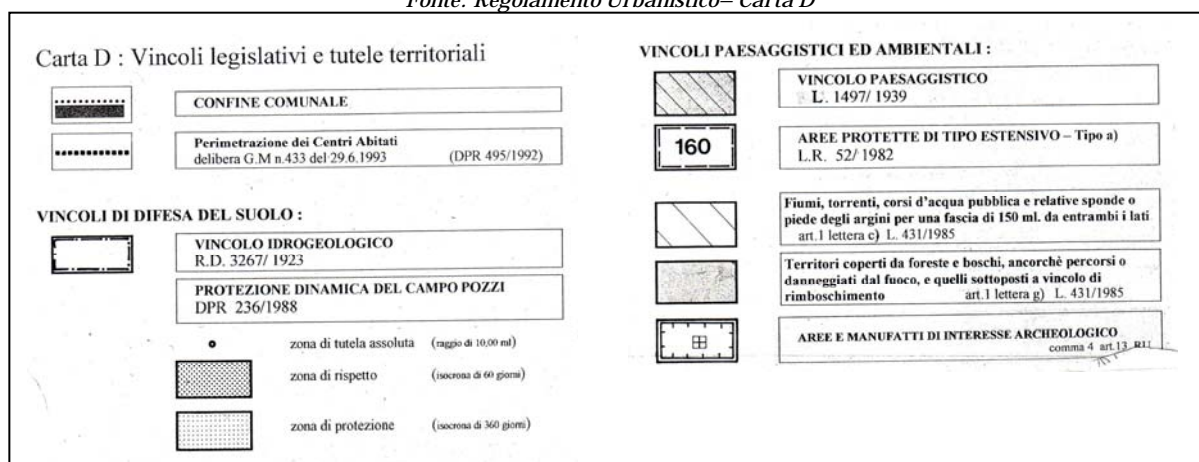 Fonte: Regolamento Urbanistico– Carta D
Carta D : Vincoli legislativi e tutele territoriali
CONFINE COMUNALE
Perimetrazione dei Centri Abitati
delibera G.M n.433 del 29.6.1993 (DPR 495/1992)
VINCOLI DI DIFESA DEL SUOLO :
VINCOLO IDROGEOLOGICO
R.D. 3267/ 1923
PROTEZIONE DINAMICA DEL CAMPO POZZI
DPR 236/1988
zona di tutela assoluta (raggio di 10,00 ml)
zona di rispetto (isocrona di 60 giorni)
zona di protezione (isocrona di 360 giorni)
VINCOLI PAESAGGISTICI ED AMBIENTALI :
VINCOLO PAESAGGISTICO
L. 1497/ 1939
160
AREE PROTETTE DI TIPO ESTENSIVO – Tipo a)
L.R. 52/ 1982
Fiumi, torrenti, corsi d'acqua pubblica e relative sponde o
piede degli argini per una fascia di 150 ml. da entrambi i lati
art.1 lettera c) L. 431/1985
Territori coperti da foreste e boschi, ancorchè percorsi o
danneggiati dal fuoco, e quelli sottoposti a vincolo di
rimboschimento art.1 lettera g) L. 431/1985
AREE E MANUFATTI DI INTERESSE ARCHEOLOGICO
comma 4 art.13 RU